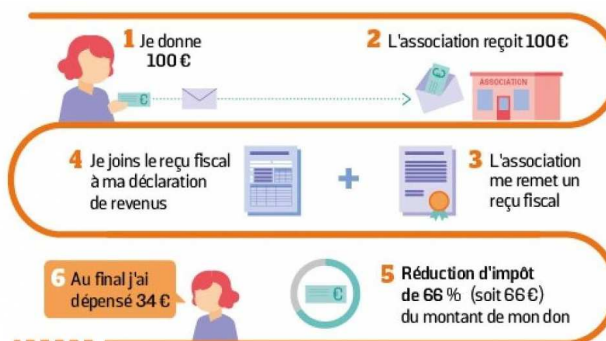 1 Je donne
100 €
2 L'association reçoit 100 €
€
€
ASSOCIATION
4 Je joins le reçu fiscal
à ma déclaration
de revenus
+
3 L'association
me remet un
reçu fiscal
6 Au final j'ai
dépensé 34 €
€
5 Réduction d'impôt
de 66 % (soit 66 €)
du montant de mon don